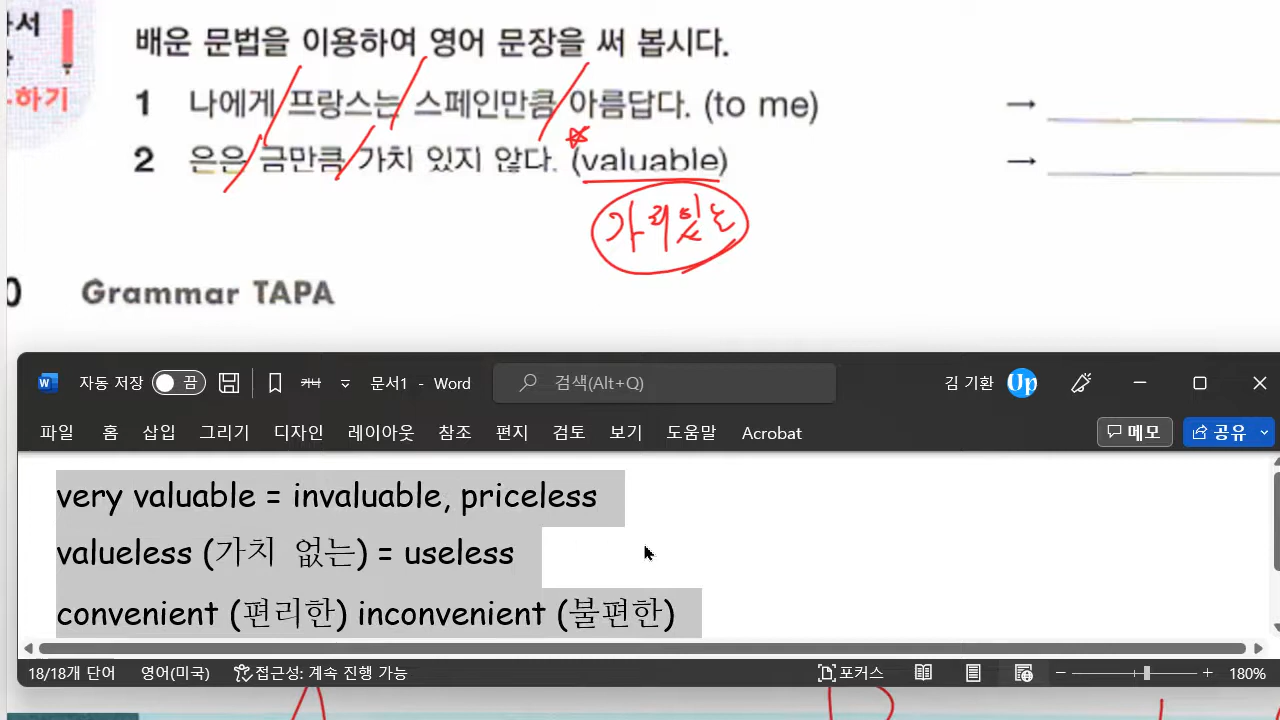 배운 문법을 이용하여 영어 문장을 써 봅시다.
하기
1 나에게 프랑스는 스페인만큼 아름답다. (to me) →
2 은은 금만큼 가치 있지 않다. (valuable) →
가치있는
Grammar TAPA
자동 저장 끔 가나 문서1 - Word 검색(Alt+Q) 김 기환 Up
파일 홈 삽입 그리기 디자인 레이아웃 참조 편지 검토 보기 도움말 Acrobat 메모 공유
very valuable = invaluable, priceless
valueless (가치 없는) = useless
convenient (편리한) inconvenient (불편한)
18/18개 단어 영어(미국) 접근성: 계속 진행 가능 포커스 180%